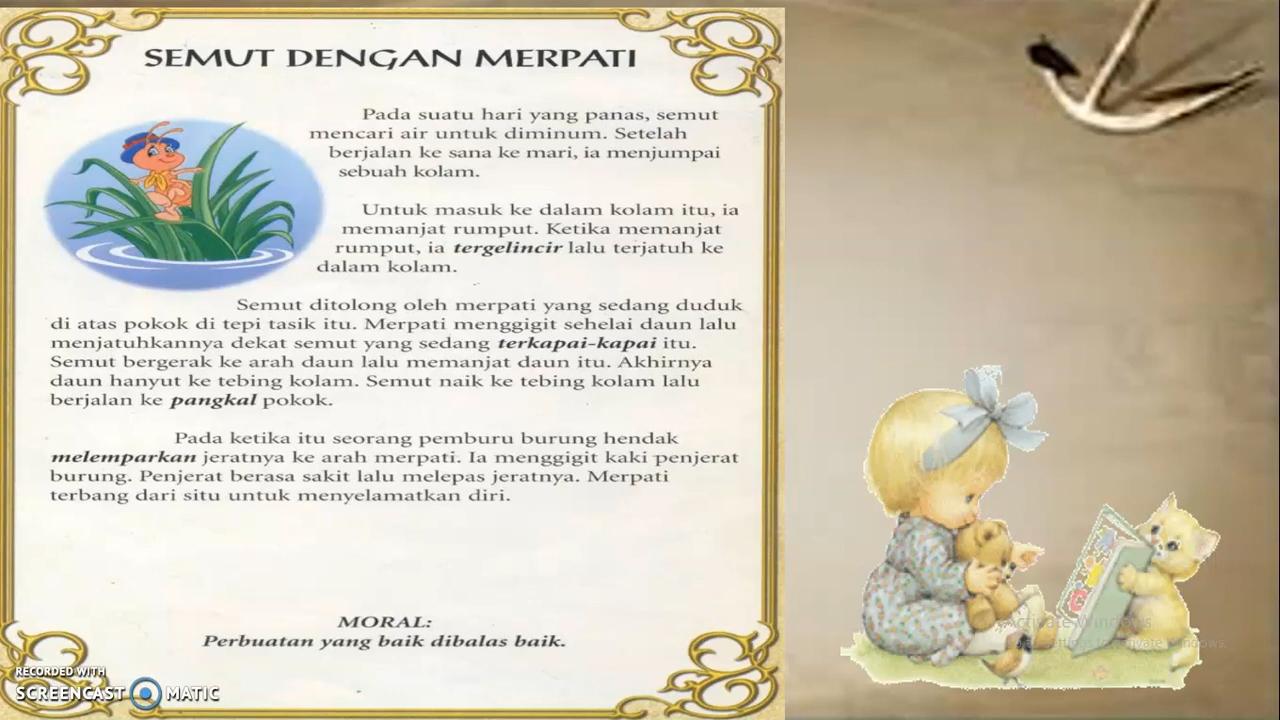 SEMUT DENGAN MERPATI
Pada suatu hari yang panas, semut
mencari air untuk diminum. Setelah
berjalan ke sana ke mari, ia menjumpai
sebuah kolam.
Untuk masuk ke dalam kolam itu, ia
memanjat rumput. Ketika memanjat
rumput, ia tergelincir lalu terjatuh ke
dalam kolam.
Semut ditolong oleh merpati yang sedang duduk
di atas pokok di tepi tasik itu. Merpati menggigit sehelai daun lalu
menjatuhkannya dekat semut yang sedang terkapai-kapai itu.
Semut bergerak ke arah daun lalu memanjat daun itu. Akhirnya
daun hanyut ke tebing kolam. Semut naik ke tebing kolam lalu
berjalan ke pangkal pokok.
Pada ketika itu seorang pemburu burung hendak
melemparkan jeratnya ke arah merpati. Ia menggigit kaki penjerat
burung. Penjerat berasa sakit lalu melepas jeratnya. Merpati
terbang dari situ untuk menyelamatkan diri.
MORAL:
Perbuatan yang baik dibalas baik.
RECORDED WITH
SCREENCAST MATIC
Activate Windows